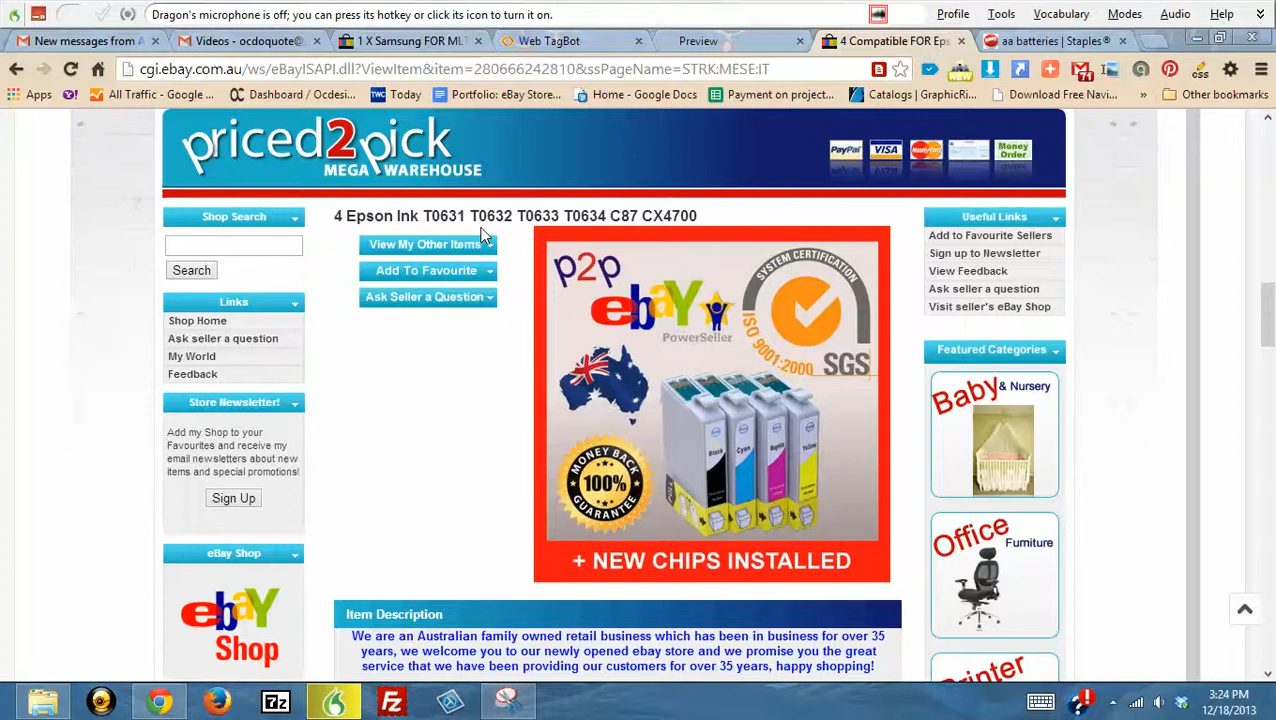 Dragon's microphone is off; you can press its hotkey or click its icon to turn it on.
Profile Tools Vocabulary Modes Audio Help
New messages from A
Videos - ocdoquote@
1 X Samsung FOR MLT
Web TagBot
Preview
4 Compatible FOR Eps
aa batteries | Staples®
cgi.ebay.com.au/ws/eBayISAPI.dll?ViewItem&item=280666242810&ssPageName=STRK:MESE:IT
Apps
All Traffic - Google
Dashboard / Ocdesi...
Today
Portfolio: eBay Store...
Home - Google Docs
Payment on project...
Catalogs | GraphicRi...
Download Free Navi...
Other bookmarks
priced2pick
MEGA WAREHOUSE
PayPal VISA MasterCard Money Order
Shop Search
Search
Links
Shop Home
Ask seller a question
My World
Feedback
Store Newsletter!
Add my Shop to your
Favourites and receive my
email newsletters about new
items and special promotions!
Sign Up
eBay Shop
ebay
Shop
4 Epson Ink T0631 T0632 T0633 T0634 C87 CX4700
View My Other Items
Add To Favourite
Ask Seller a Question
p2p
ebay
PowerSeller
SYSTEM CERTIFICATION
ISO 9001:2000
SGS
MONEY BACK
100%
GUARANTEE
Black
Cyan
Magenta
Yellow
+ NEW CHIPS INSTALLED
Item Description
We are an Australian family owned retail business which has been in business for over 35
years, we welcome you to our newly opened ebay store and we promise you the great
service that we have been providing our customers for over 35 years, happy shopping!
Useful Links
Add to Favourite Sellers
Sign up to Newsletter
View Feedback
Ask seller a question
Visit seller's eBay Shop
Featured Categories
Baby & Nursery
Office Furniture
Printer
7z
Fz
3:24 PM
12/18/2013